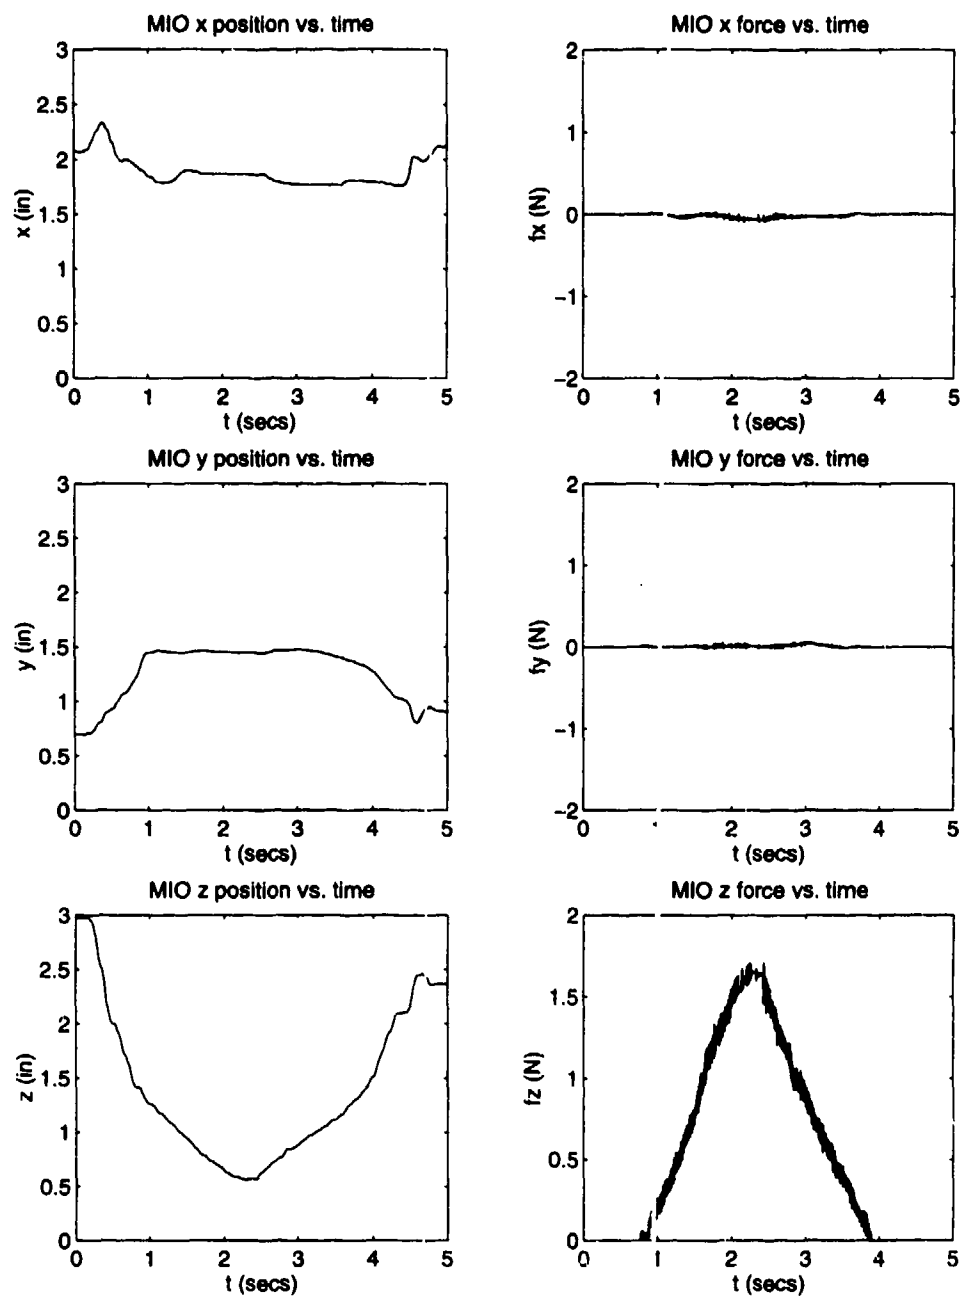 MIO x position vs. time
3
2.5
2
1.5
1
0.5
0
x (in)
0 1 2 3 4 5
t (secs)
MIO x force vs. time
2
1
0
−1
−2
fx (N)
0 1 2 3 4 5
t (secs)
MIO y position vs. time
3
2.5
2
1.5
1
0.5
0
y (in)
0 1 2 3 4 5
t (secs)
MIO y force vs. time
2
1
0
−1
−2
fy (N)
0 1 2 3 4 5
t (secs)
MIO z position vs. time
3
2.5
2
1.5
1
0.5
0
z (in)
0 1 2 3 4 5
t (secs)
MIO z force vs. time
2
1.5
1
0.5
0
fz (N)
0 1 2 3 4 5
t (secs)